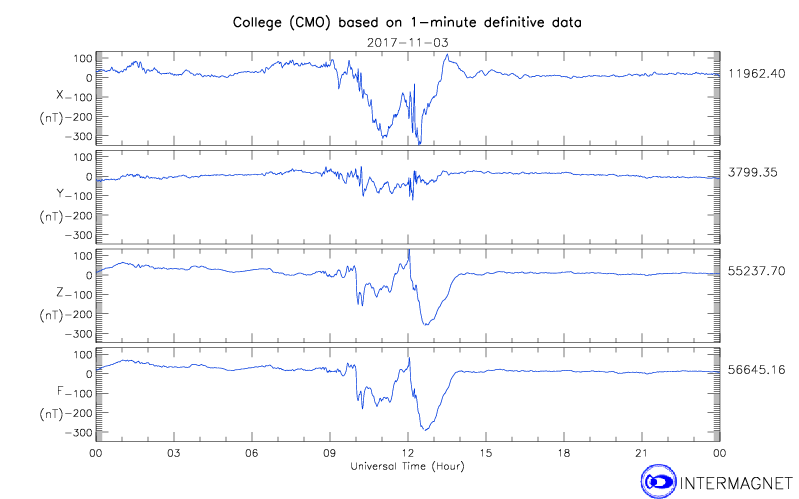 College (CMO) based on 1-minute definitive data
2017-11-03
100
0
X -100
(nT) -200
-300
11962.40
100
0
Y -100
(nT) -200
-300
3799.35
100
0
Z -100
(nT) -200
-300
55237.70
100
0
F -100
(nT) -200
-300
56645.16
00 03 06 09 12 15 18 21 00
Universal Time (Hour)
INTERMAGNET